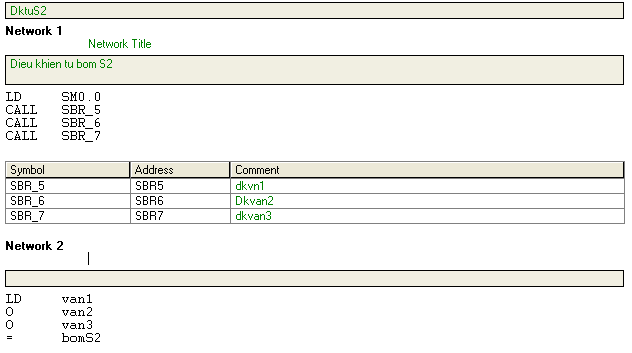 DktuS2
Network 1
Network Title
Dieu khien tu bom S2
LD SM0.0
CALL SBR_5
CALL SBR_6
CALL SBR_7
Symbol Address Comment
SBR_5 SBR5 dkvn1
SBR_6 SBR6 Dkvan2
SBR_7 SBR7 dkvan3
Network 2
LD van1
O van2
O van3
= bomS2